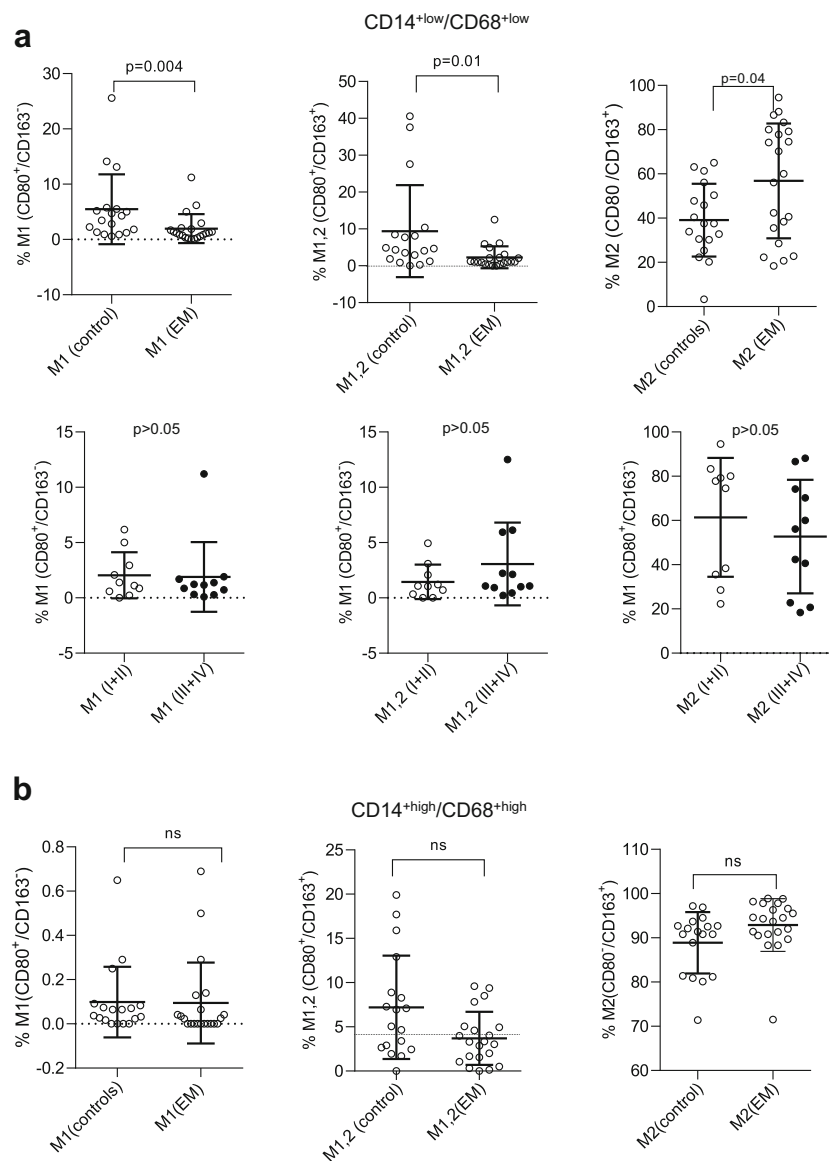 a
CD14+low/CD68+low
p=0.004
p=0.01
p=0.04
% M1 (CD80+/CD163-)
30
20
10
0
-10
M1 (control)
M1 (EM)
% M1,2 (CD80+/CD163+)
50
40
30
20
10
0
-10
M1,2 (control)
M1,2 (EM)
% M2 (CD80 /CD163+)
100
80
60
40
20
0
M2 (controls)
M2 (EM)
p>0.05
% M1 (CD80+/CD163-)
15
10
5
0
-5
M1 (I+II)
M1 (III+IV)
p>0.05
% M1 (CD80+/CD163-)
15
10
5
0
-5
M1,2 (I+II)
M1,2 (III+IV)
p>0.05
% M1 (CD80+/CD163-)
100
80
60
40
20
0
M2 (I+II)
M2 (III+IV)
b
CD14+high/CD68+high
ns
% M1(CD80+/CD163-)
0.8
0.6
0.4
0.2
0.0
-0.2
M1(controls)
M1(EM)
ns
% M1,2 (CD80+/CD163+)
25
20
15
10
5
0
M1,2 (control)
M1,2(EM)
ns
% M2(CD80-/CD163+)
110
100
90
80
70
60
M2(control)
M2(EM)